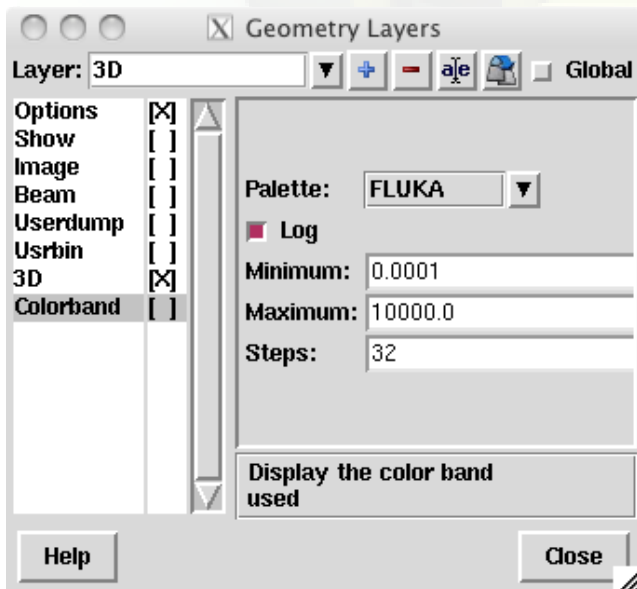 Geometry Layers
Layer: 3D
Global
Options [X]
Show [ ]
Image [ ]
Beam [ ]
Userdump [ ]
Usrbin [ ]
3D [X]
Colorband [ ]
Palette: FLUKA
Log
Minimum: 0.0001
Maximum: 10000.0
Steps: 32
Display the color band
used
Help
Close